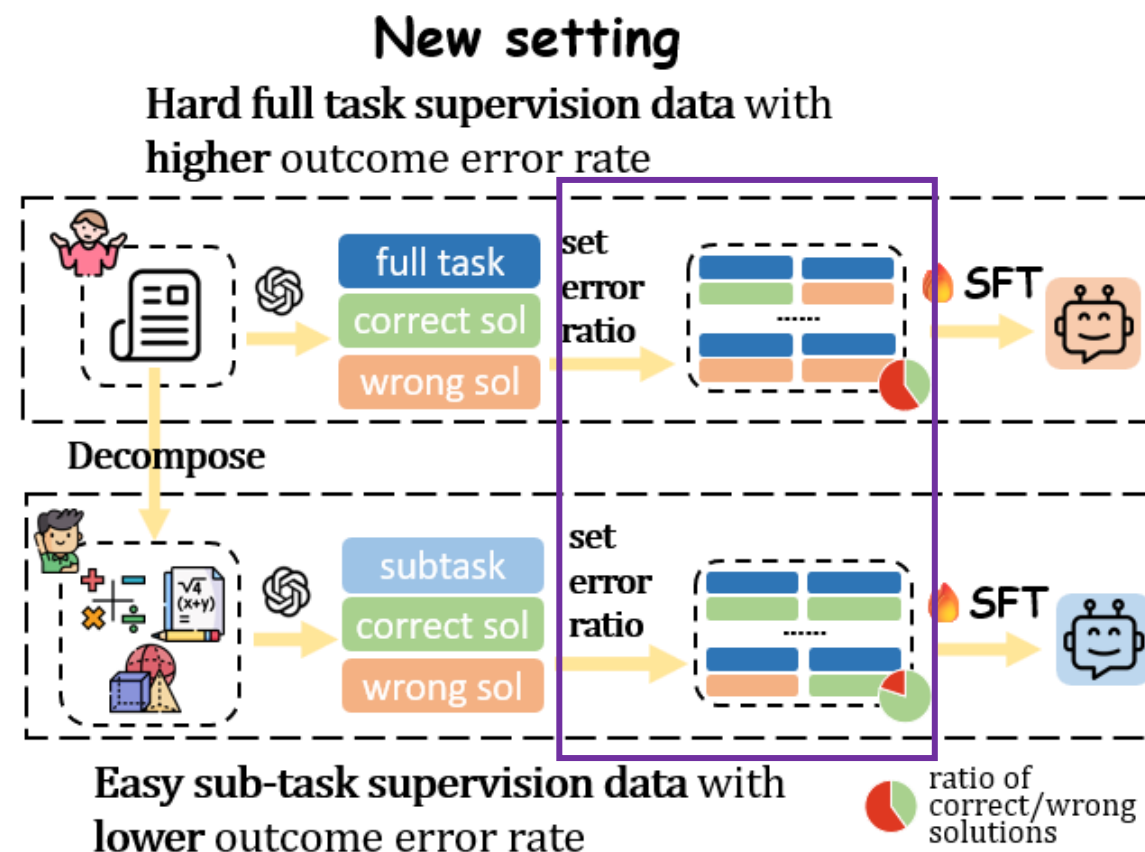 New setting
Hard full task supervision data with
higher outcome error rate
full task
correct sol
wrong sol
set
error
ratio
SFT
Decompose
√4
(x+y)
=
subtask
correct sol
wrong sol
set
error
ratio
SFT
Easy sub-task supervision data with
lower outcome error rate
ratio of
correct/wrong
solutions